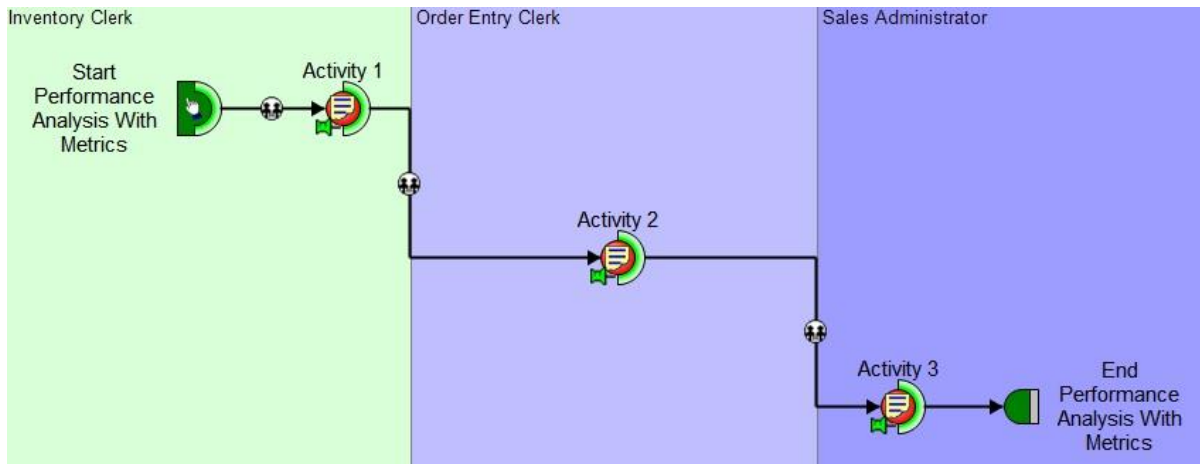 Inventory Clerk
Order Entry Clerk
Sales Administrator
Start
Performance
Analysis With
Metrics
Activity 1
Activity 2
Activity 3
End
Performance
Analysis With
Metrics